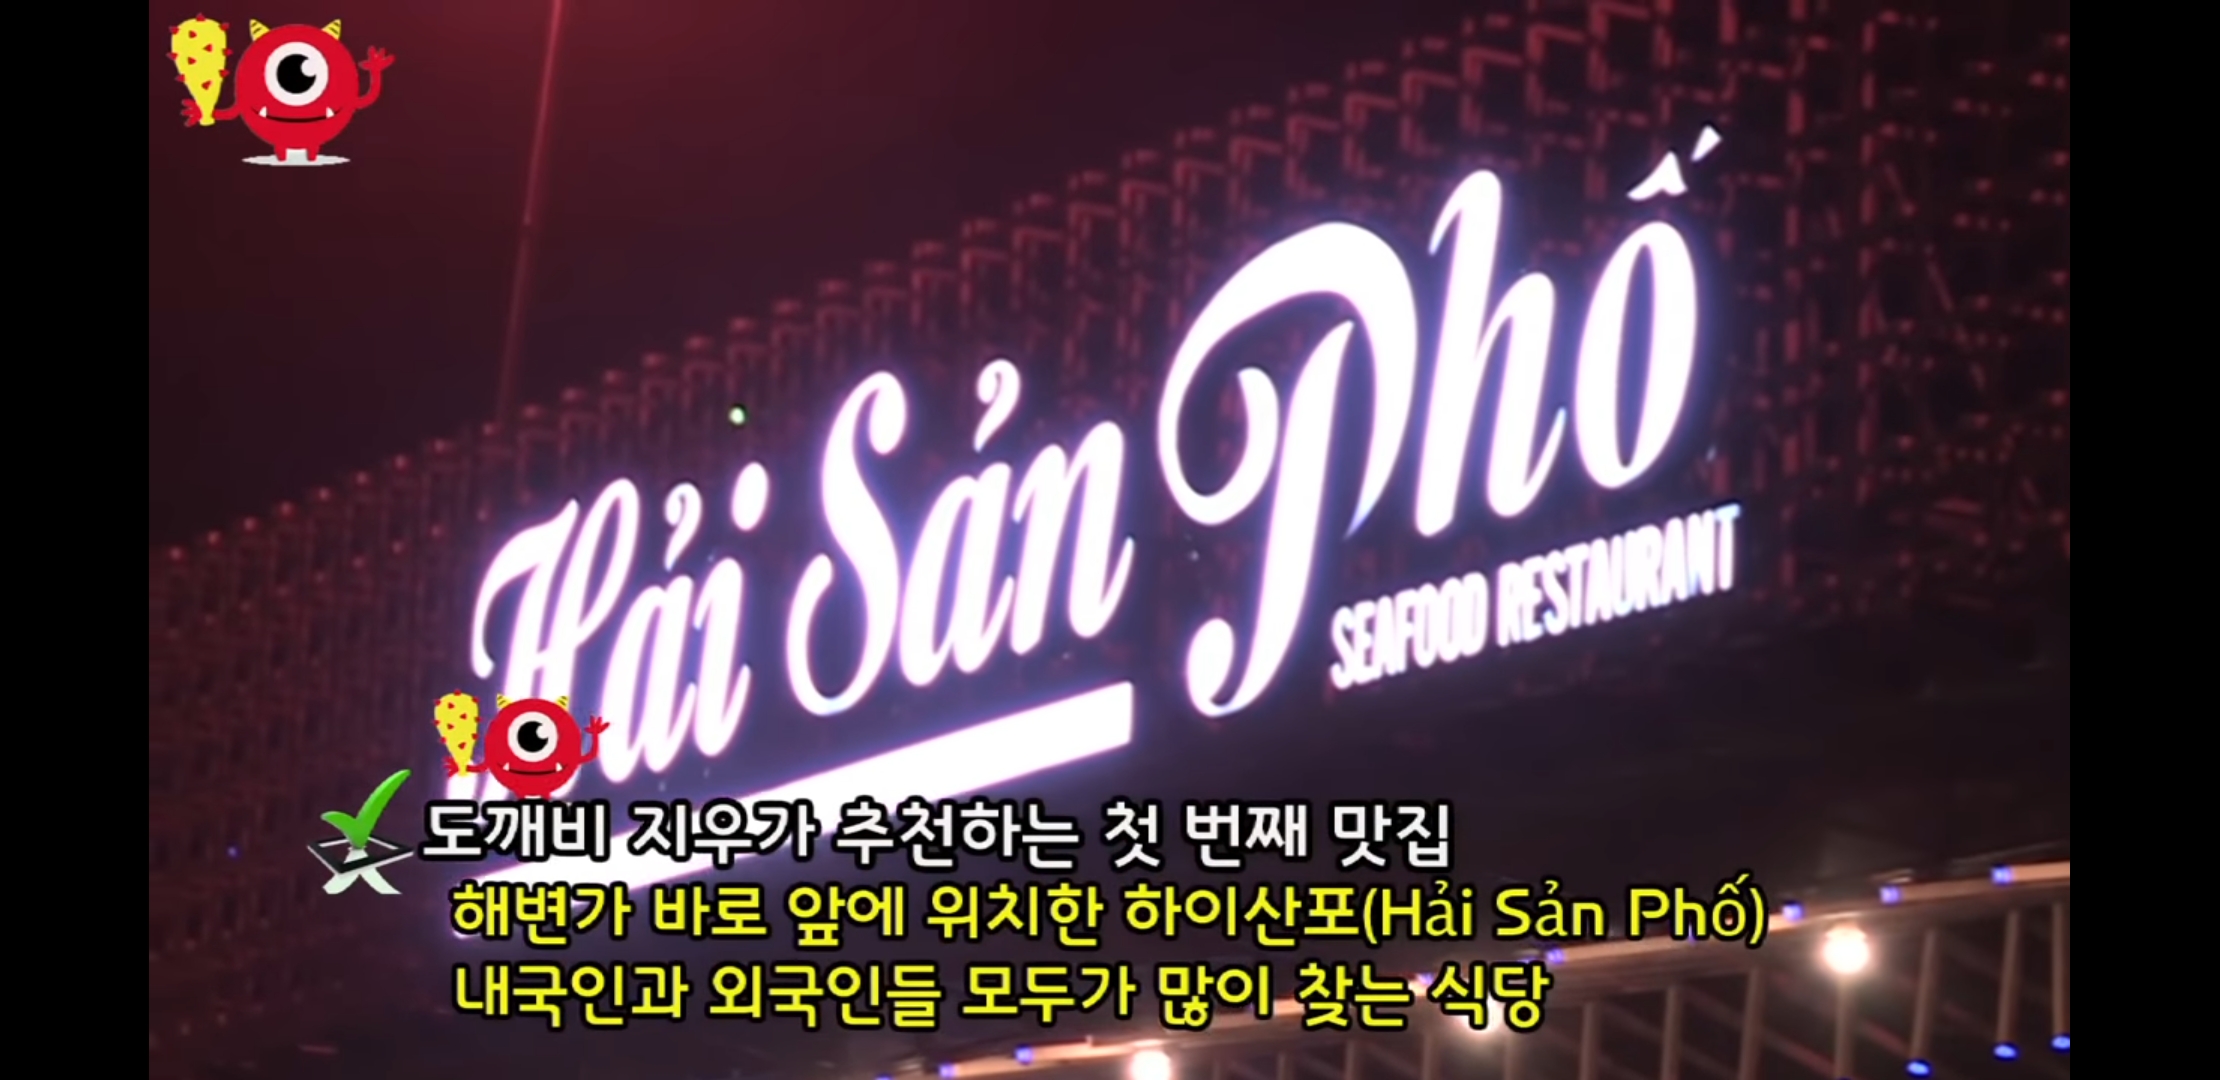 Hải Sản Phố
SEAFOOD RESTAURANT
도깨비 지우가 추천하는 첫 번째 맛집
해변가 바로 앞에 위치한 하이산포(Hải Sản Phố)
내국인과 외국인들 모두가 많이 찾는 식당